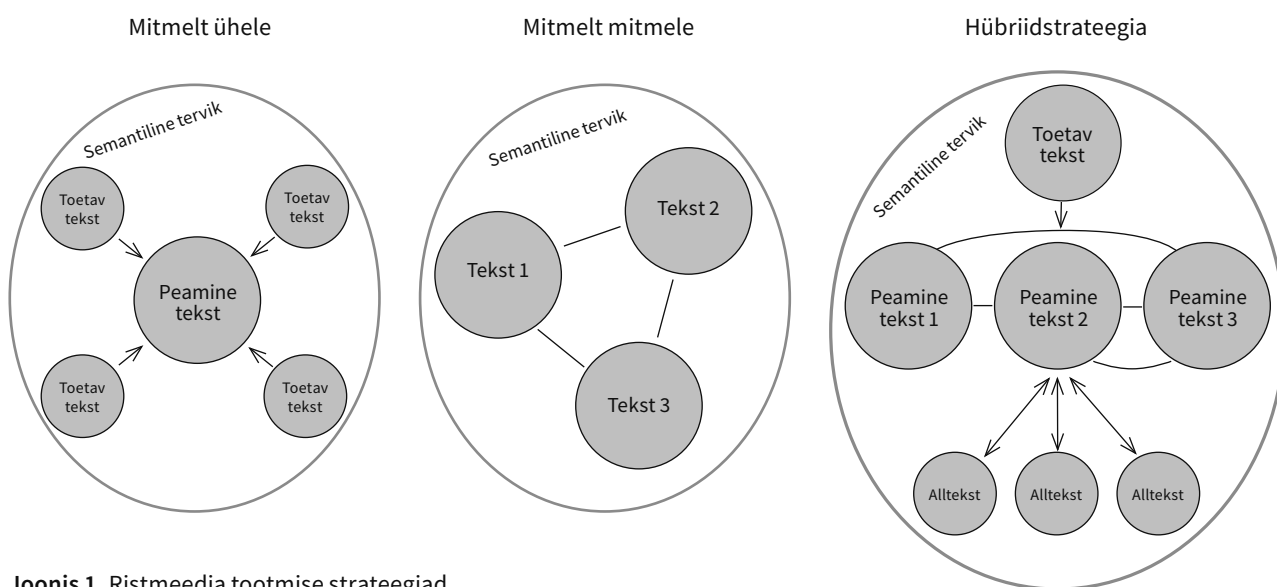 Mitmelt ühele
Semantiline tervik
Toetav
tekst
Toetav
tekst
Peamine
tekst
Toetav
tekst
Toetav
tekst
Mitmelt mitmele
Semantiline tervik
Tekst 2
Tekst 1
Tekst 3
Hübriidstrateegia
Semantiline tervik
Toetav
tekst
Peamine
tekst 1
Peamine
tekst 2
Peamine
tekst 3
Alltekst
Alltekst
Alltekst
Joonis 1. Ristmeedia tootmise strateegiad